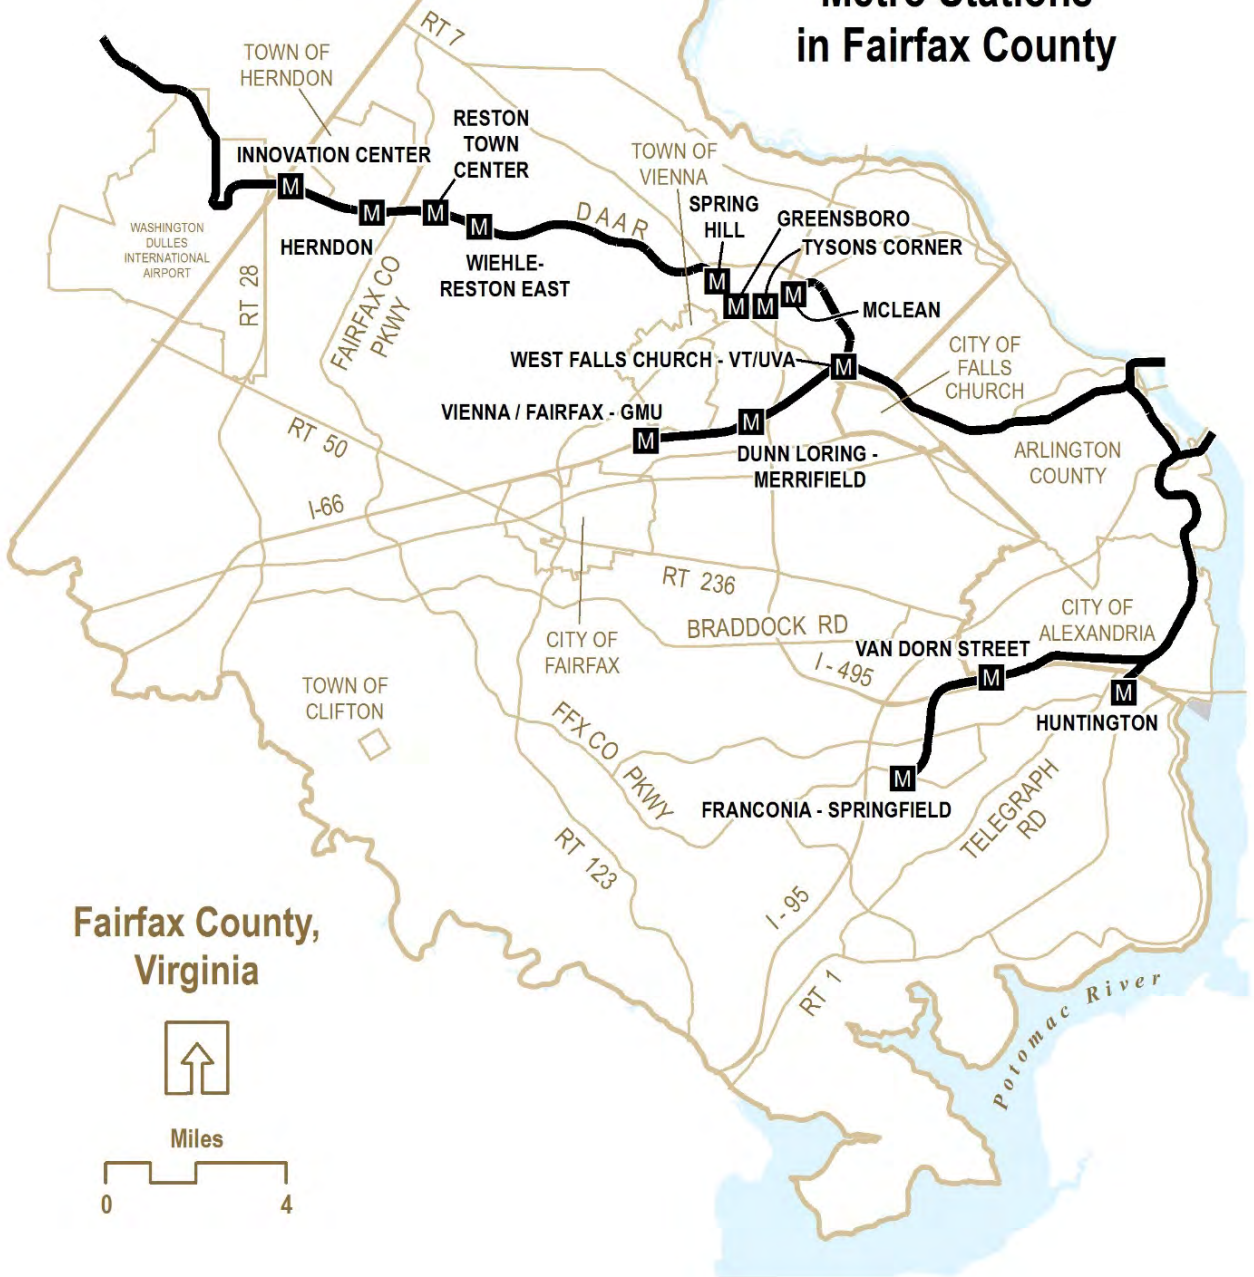 Metro Stations
in Fairfax County
RT 7
TOWN OF
HERNDON
RESTON
TOWN
CENTER
INNOVATION CENTER
M
M
M
M
HERNDON
WIEHLE-
RESTON EAST
WASHINGTON
DULLES
INTERNATIONAL
AIRPORT
RT 28
FAIRFAX CO
PKWY
DAAR
TOWN OF
VIENNA
SPRING
HILL
GREENSBORO
TYSONS CORNER
M
M
M
M
MCLEAN
WEST FALLS CHURCH - VT/UVA
M
CITY OF
FALLS
CHURCH
VIENNA / FAIRFAX - GMU
M
M
DUNN LORING -
MERRIFIELD
ARLINGTON
COUNTY
RT 50
I-66
RT 236
BRADDOCK RD
CITY OF
FAIRFAX
CITY OF
ALEXANDRIA
VAN DORN STREET
M
I - 495
M
HUNTINGTON
TOWN OF
CLIFTON
FFX CO PKWY
M
FRANCONIA - SPRINGFIELD
TELEGRAPH
RD
RT 123
I - 95
RT 1
Potomac River
Fairfax County,
Virginia
Miles
0 4